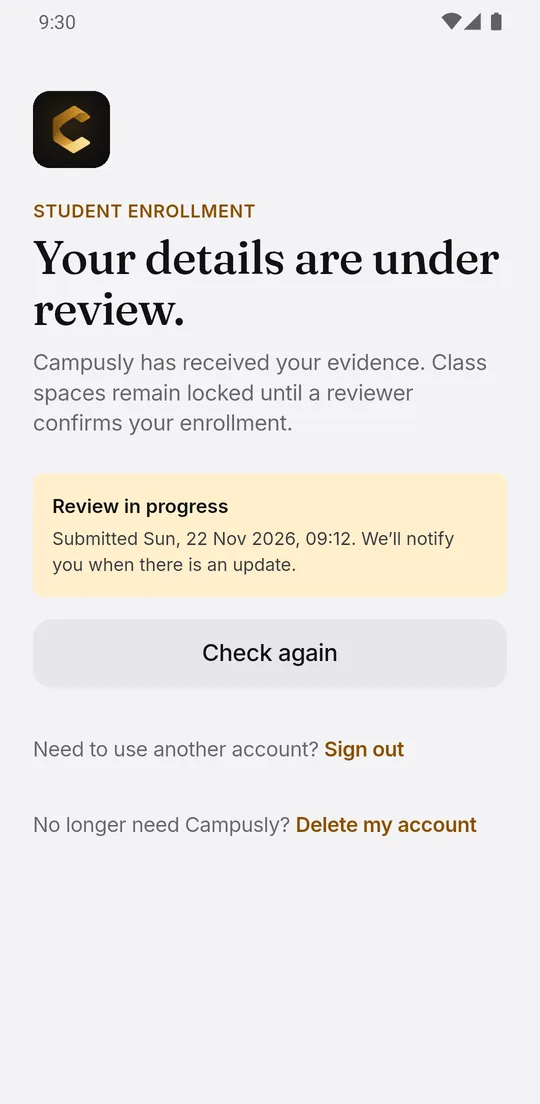 9:30
STUDENT ENROLLMENT
Your details are under
review.
Campusly has received your evidence. Class
spaces remain locked until a reviewer
confirms your enrollment.
Review in progress
Submitted Sun, 22 Nov 2026, 09:12. We’ll notify
you when there is an update.
Check again
Need to use another account? Sign out
No longer need Campusly? Delete my account